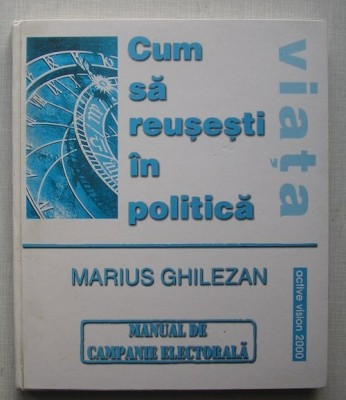 Cum
să
reușești
în
politică
viața
MARIUS GHILEZAN
active vision 2000
MANUAL DE
CAMPANIE ELECTORALĂ